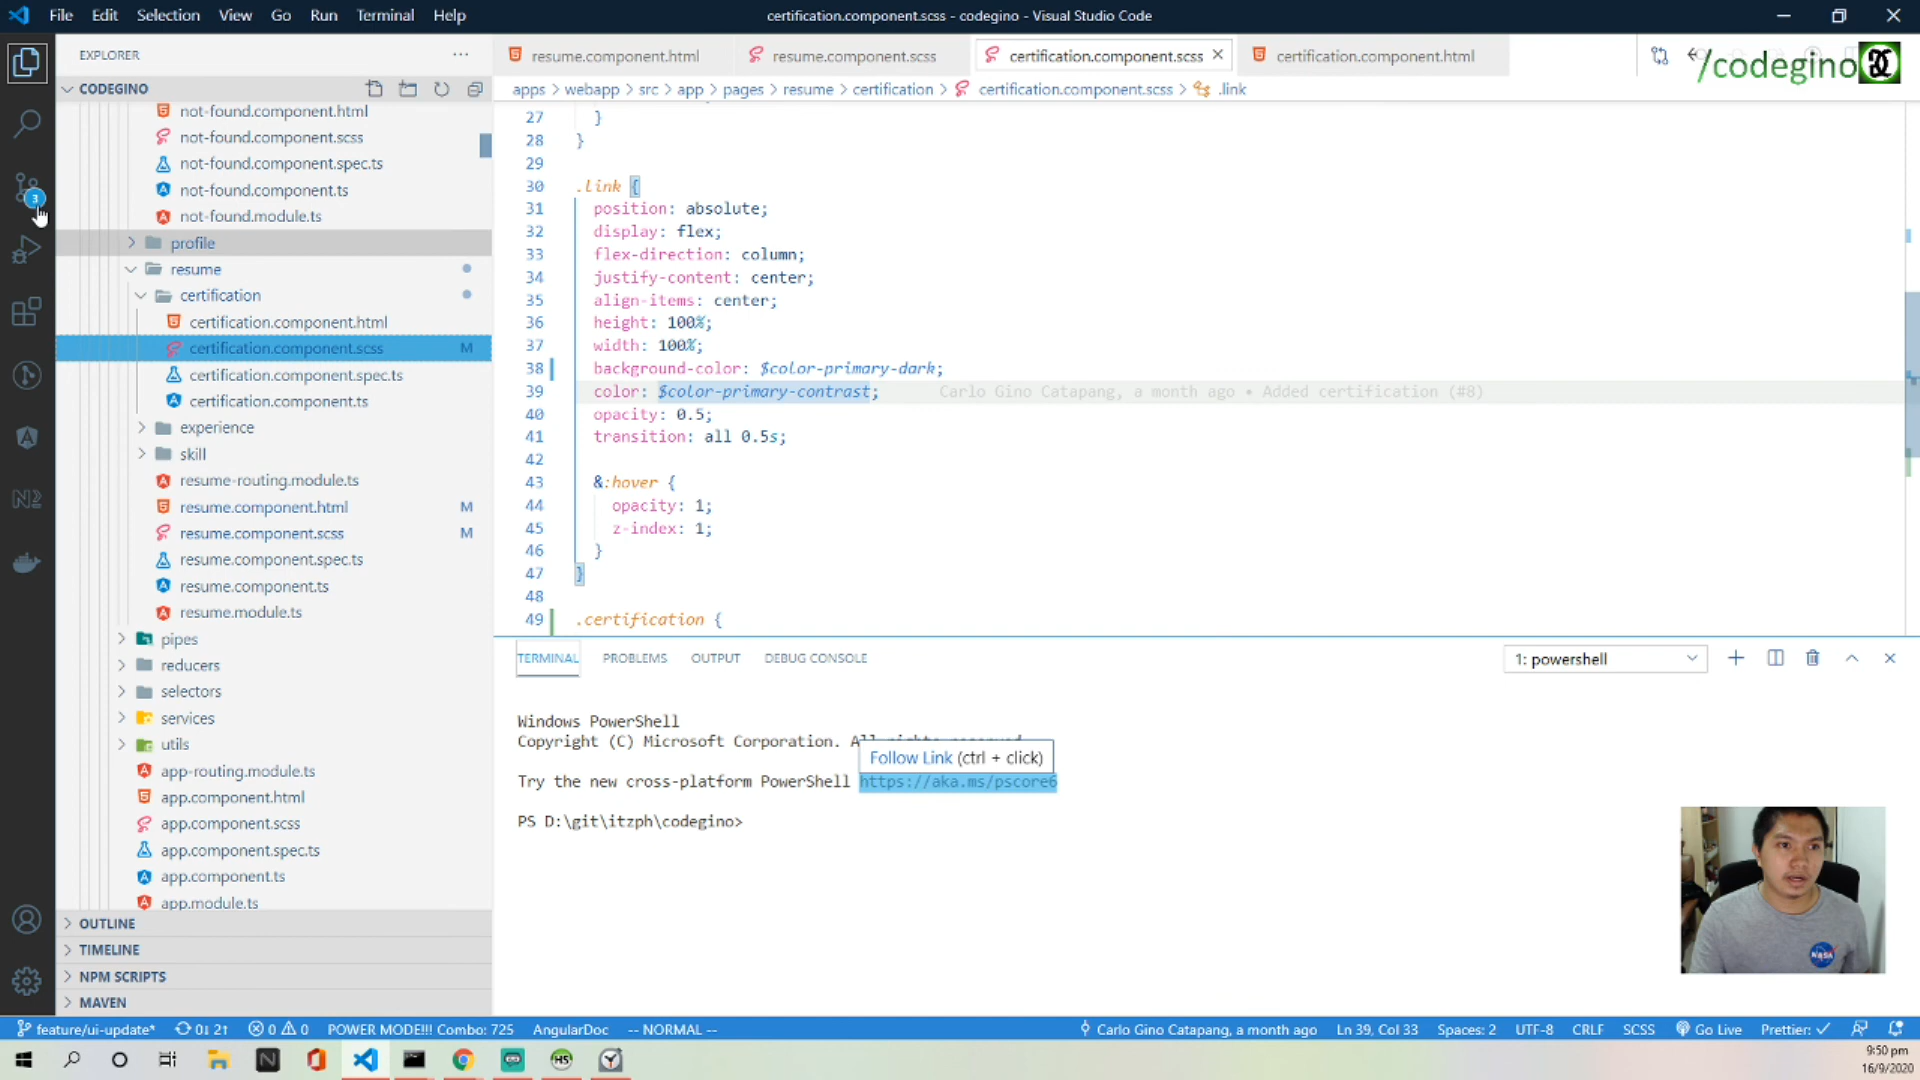 File Edit Selection View Go Run Terminal Help
certification.component.scss - codegino - Visual Studio Code
EXPLORER
CODEGINO
not-found.component.html
not-found.component.scss
not-found.component.spec.ts
not-found.component.ts
not-found.module.ts
profile
resume
certification
certification.component.html
certification.component.scss M
certification.component.spec.ts
certification.component.ts
experience
skill
resume-routing.module.ts
resume.component.html M
resume.component.scss M
resume.component.spec.ts
resume.component.ts
resume.module.ts
pipes
reducers
selectors
services
utils
app-routing.module.ts
app.component.html
app.component.scss
app.component.spec.ts
app.component.ts
app.module.ts
OUTLINE
TIMELINE
NPM SCRIPTS
MAVEN
3
resume.component.html resume.component.scss certification.component.scss certification.component.html
/codegino
apps > webapp > src > app > pages > resume > certification > certification.component.scss > .link
27 }
28 }
29
30 .link {
31 position: absolute;
32 display: flex;
33 flex-direction: column;
34 justify-content: center;
35 align-items: center;
36 height: 100%;
37 width: 100%;
38 background-color: $color-primary-dark;
39 color: $color-primary-contrast; Carlo Gino Catapang, a month ago • Added certification (#8)
40 opacity: 0.5;
41 transition: all 0.5s;
42
43 &:hover {
44 opacity: 1;
45 z-index: 1;
46 }
47 }
48
49 .certification {
TERMINAL PROBLEMS OUTPUT DEBUG CONSOLE
1: powershell
Windows PowerShell
Copyright (C) Microsoft Corporation. All rights reserved.
Follow Link (ctrl + click)
Try the new cross-platform PowerShell https://aka.ms/pscore6
PS D:\git\itzph\codegino>
NASA
feature/ui-update* 0↓ 2↑ 0 0 POWER MODE!!! Combo: 725 AngularDoc -- NORMAL --
Carlo Gino Catapang, a month ago Ln 39, Col 33 Spaces: 2 UTF-8 CRLF SCSS Go Live Prettier: ✓
9:50 pm
16/9/2020